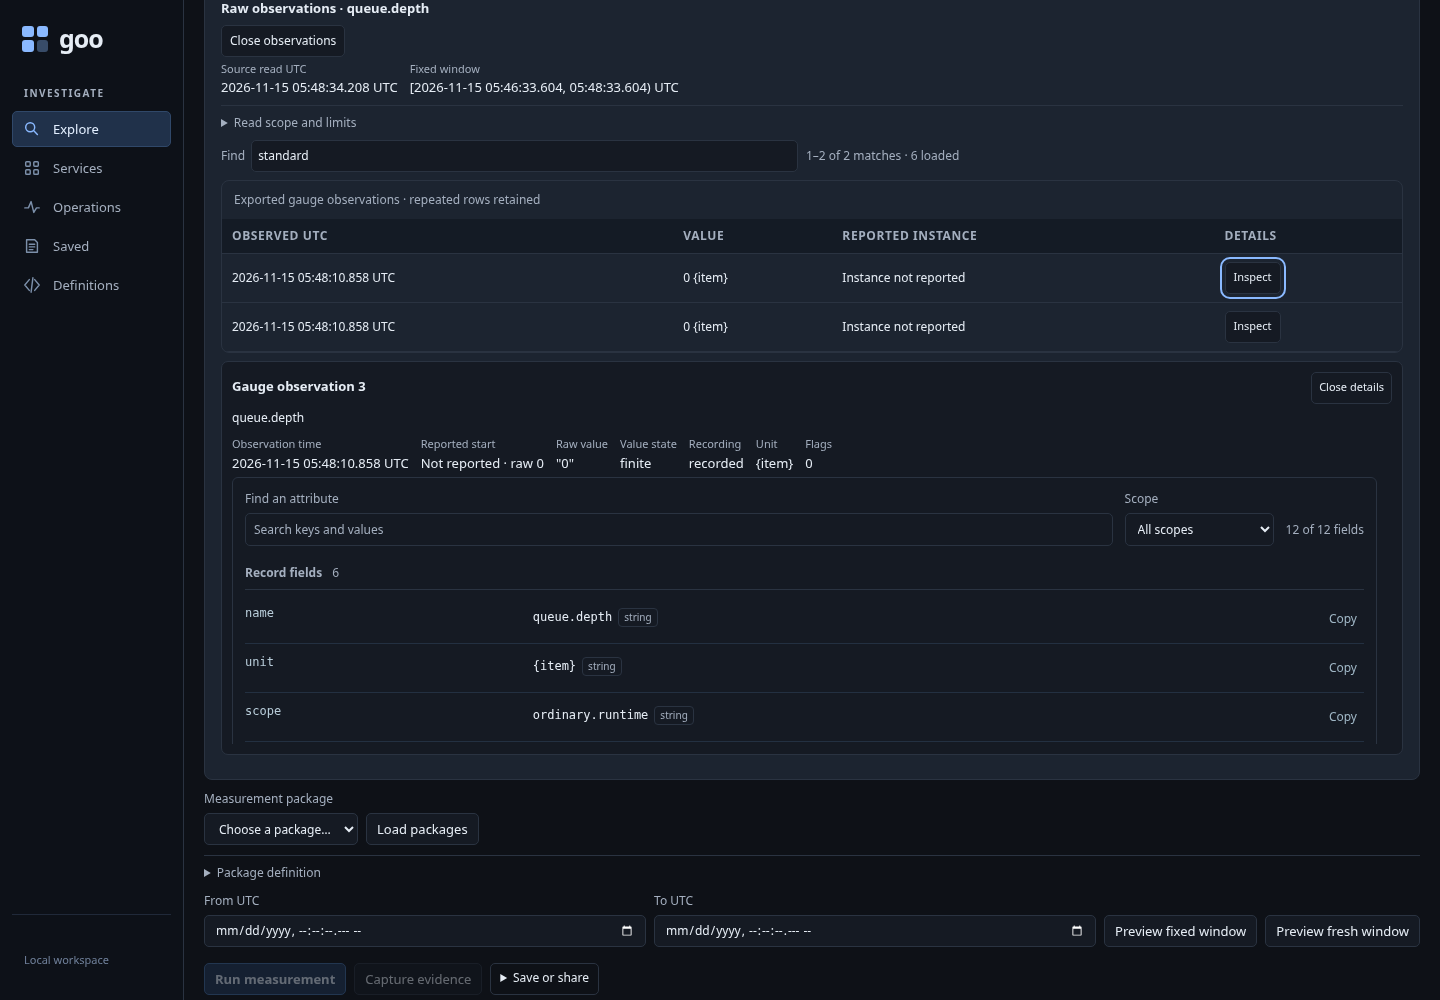 goo
INVESTIGATE
Explore
Services
Operations
Saved
Definitions
Local workspace
Raw observations · queue.depth
Close observations
Source read UTC Fixed window
2026-11-15 05:48:34.208 UTC [2026-11-15 05:46:33.604, 05:48:33.604) UTC
Read scope and limits
Find standard 1–2 of 2 matches · 6 loaded
Exported gauge observations · repeated rows retained
OBSERVED UTC VALUE REPORTED INSTANCE DETAILS
2026-11-15 05:48:10.858 UTC 0 {item} Instance not reported Inspect
2026-11-15 05:48:10.858 UTC 0 {item} Instance not reported Inspect
Gauge observation 3 Close details
queue.depth
Observation time Reported start Raw value Value state Recording Unit Flags
2026-11-15 05:48:10.858 UTC Not reported · raw 0 "0" finite recorded {item} 0
Find an attribute Scope
Search keys and values All scopes 12 of 12 fields
Record fields 6
name queue.depth string Copy
unit {item} string Copy
scope ordinary.runtime string Copy
Measurement package
Choose a package... Load packages
Package definition
From UTC To UTC
mm/dd/yyyy, --:--:--.--- -- mm/dd/yyyy, --:--:--.--- -- Preview fixed window Preview fresh window
Run measurement Capture evidence Save or share